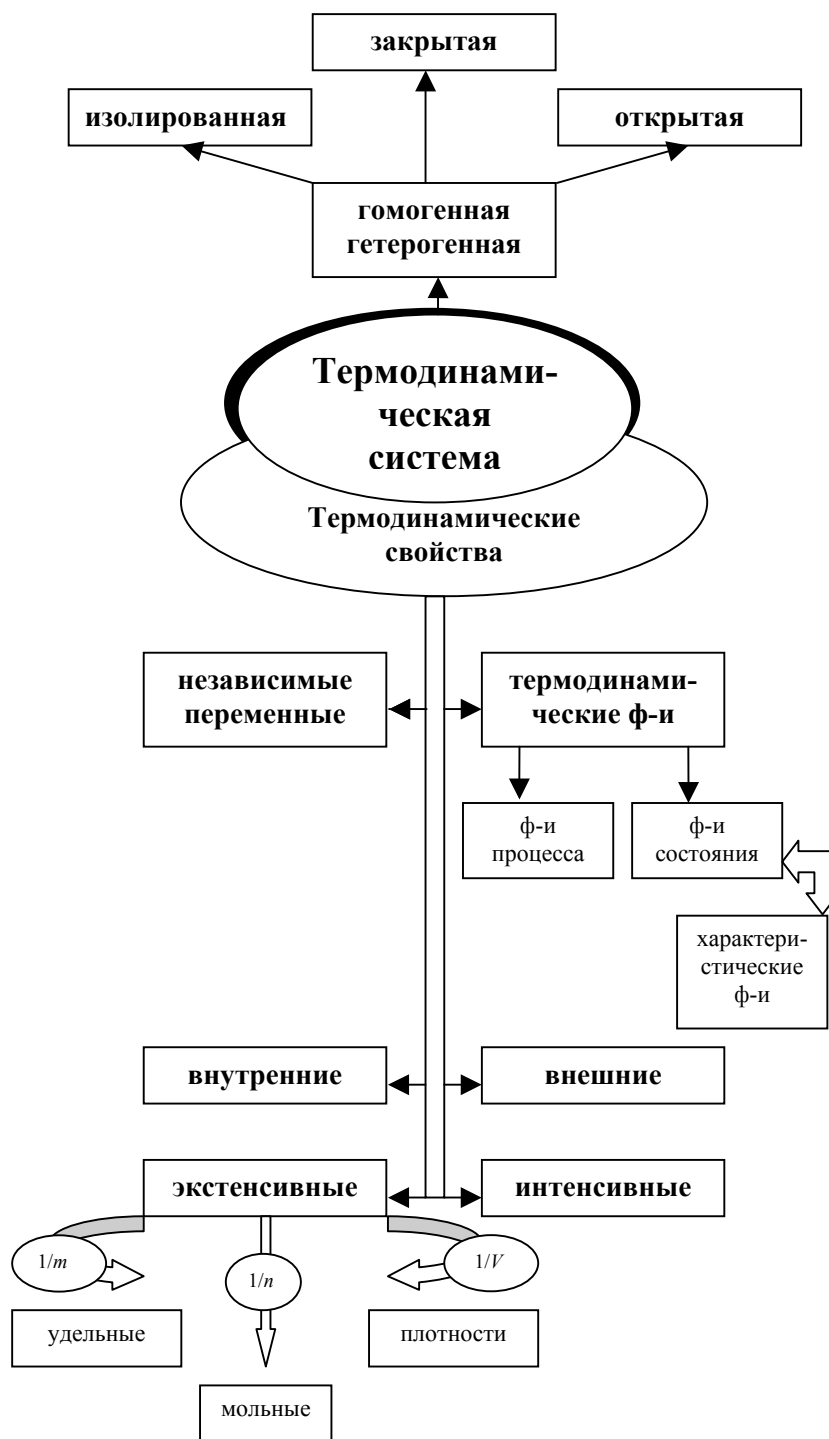 закрытая
изолированная
открытая
гомогенная
гетерогенная
Термодинами-
ческая
система
Термодинамические
свойства
независимые
переменные
термодинами-
ческие ф-и
ф-и
процесса
ф-и
состояния
характери-
стические
ф-и
внутренние
внешние
экстенсивные
интенсивные
1/m
1/n
1/V
удельные
плотности
мольные